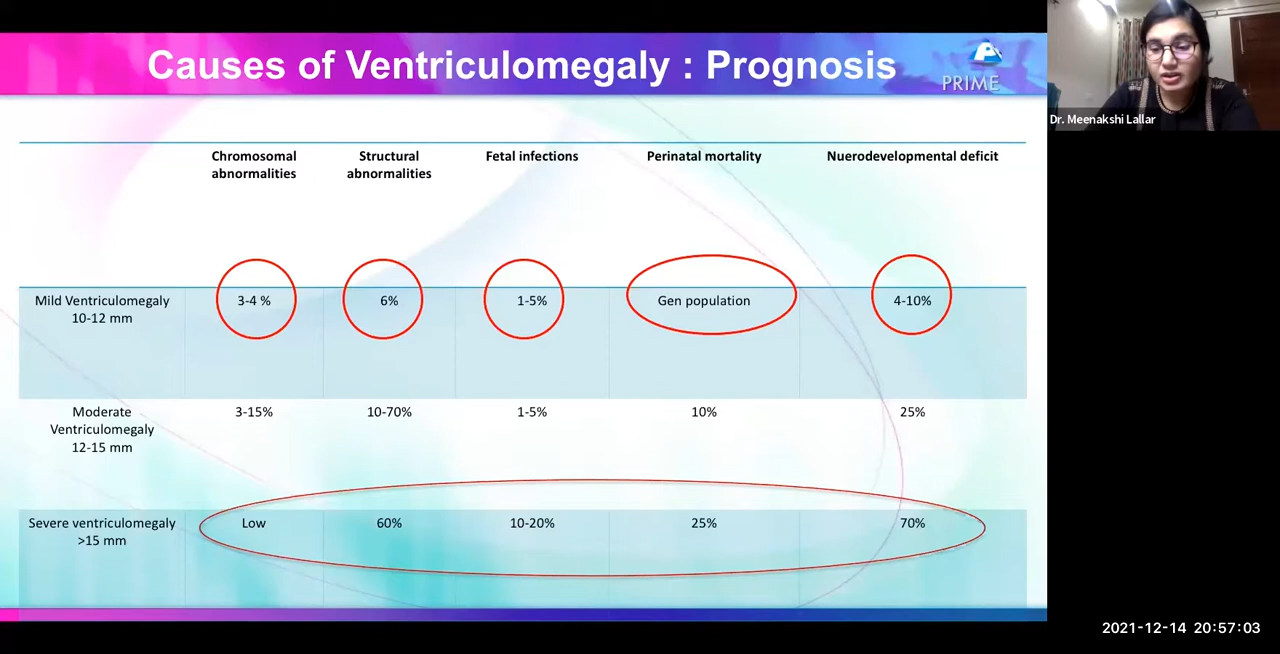 Causes of Ventriculomegaly : Prognosis
PRIME
Dr. Meenakshi Lallar
Chromosomal abnormalities
Structural abnormalities
Fetal infections
Perinatal mortality
Nuerodevelopmental deficit
Mild Ventriculomegaly
10-12 mm
3-4 %
6%
1-5%
Gen population
4-10%
Moderate
Ventriculomegaly
12-15 mm
3-15%
10-70%
1-5%
10%
25%
Severe ventriculomegaly
>15 mm
Low
60%
10-20%
25%
70%
2021-12-14 20:57:03